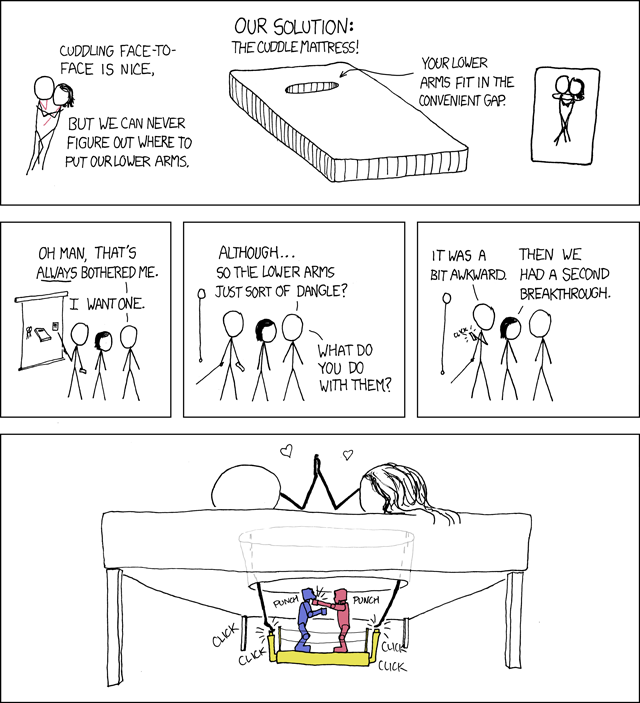 CUDDLING FACE-TO-
FACE IS NICE,
BUT WE CAN NEVER
FIGURE OUT WHERE TO
PUT OUR LOWER ARMS.
OUR SOLUTION:
THE CUDDLE MATTRESS!
YOUR LOWER
ARMS FIT IN THE
CONVENIENT GAP.
OH MAN, THAT'S
ALWAYS BOTHERED ME.
I WANT ONE.
ALTHOUGH...
SO THE LOWER ARMS
JUST SORT OF DANGLE?
WHAT DO
YOU DO
WITH THEM?
IT WAS A
BIT AWKWARD.
CLICK
THEN WE
HAD A SECOND
BREAKTHROUGH.
PUNCH
PUNCH
CLICK
CLICK
CLICK
CLICK